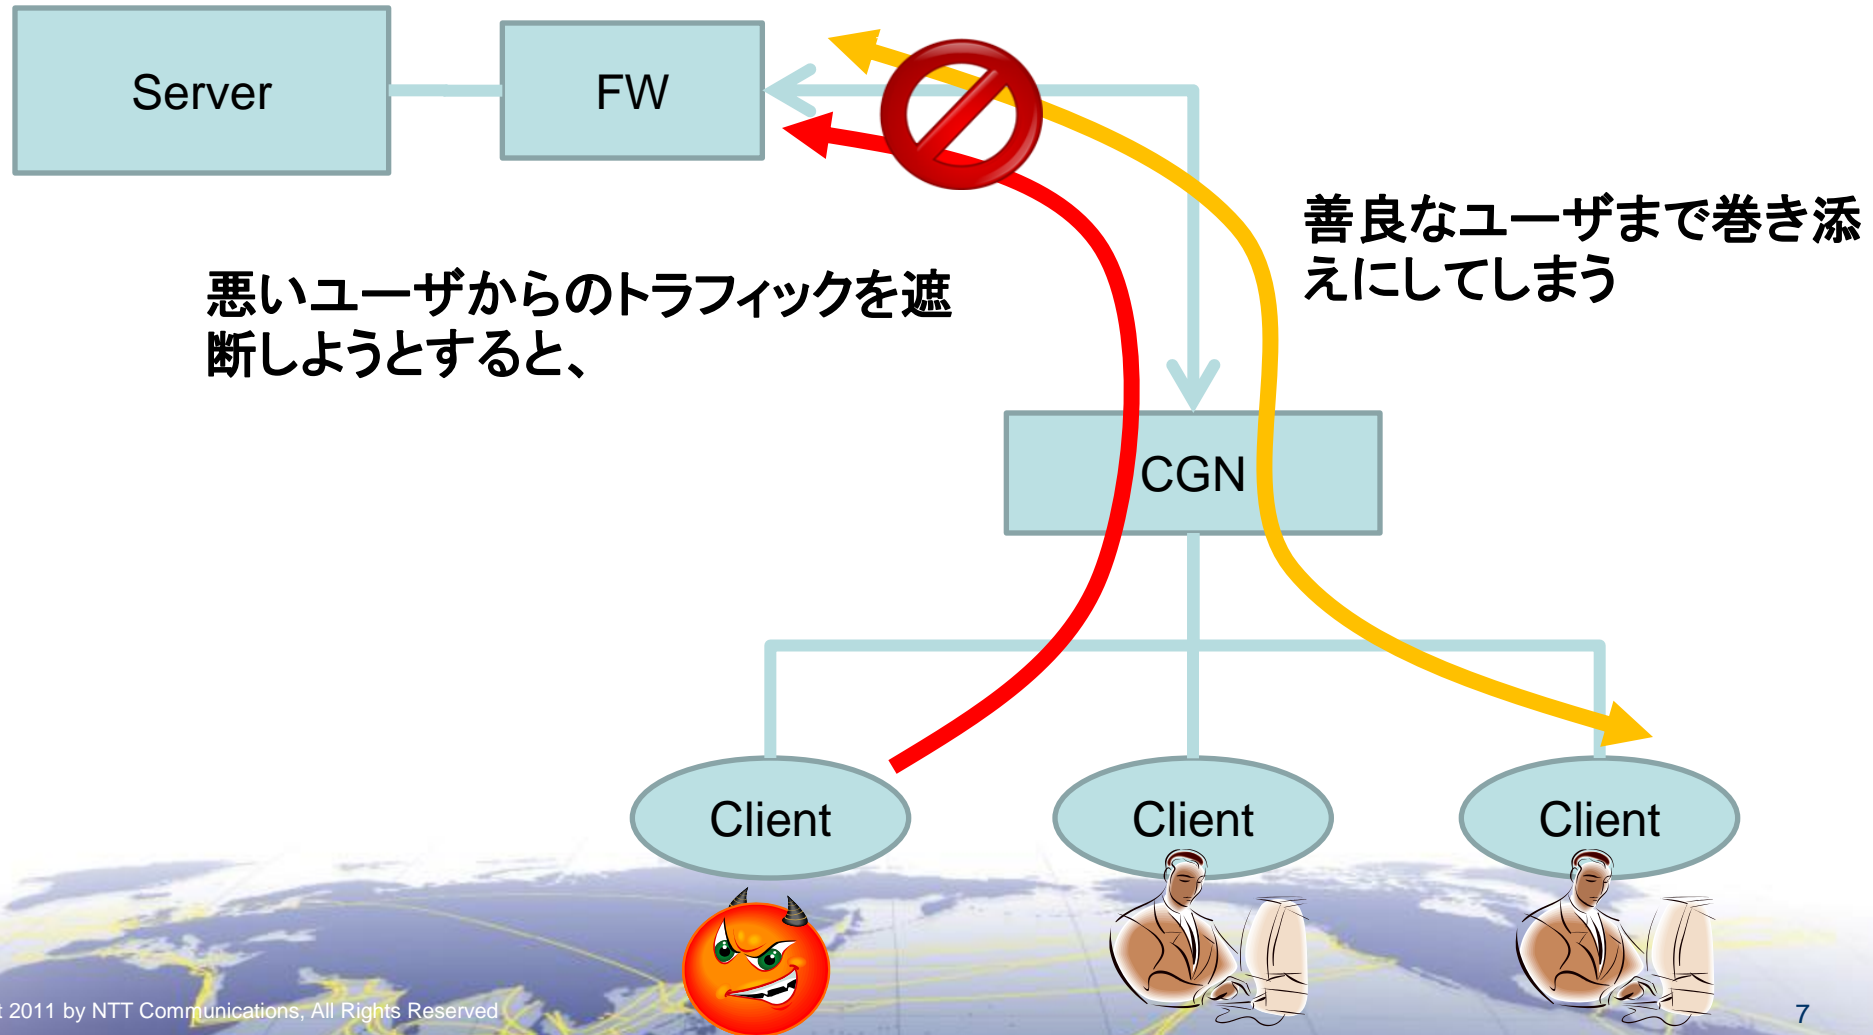 Server
FW
善良なユーザまで巻き添
えにしてしまう
悪いユーザからのトラフィックを遮
断しようとすると、
CGN
Client
Client
Client
2011 by NTT Communications, All Rights Reserved
7